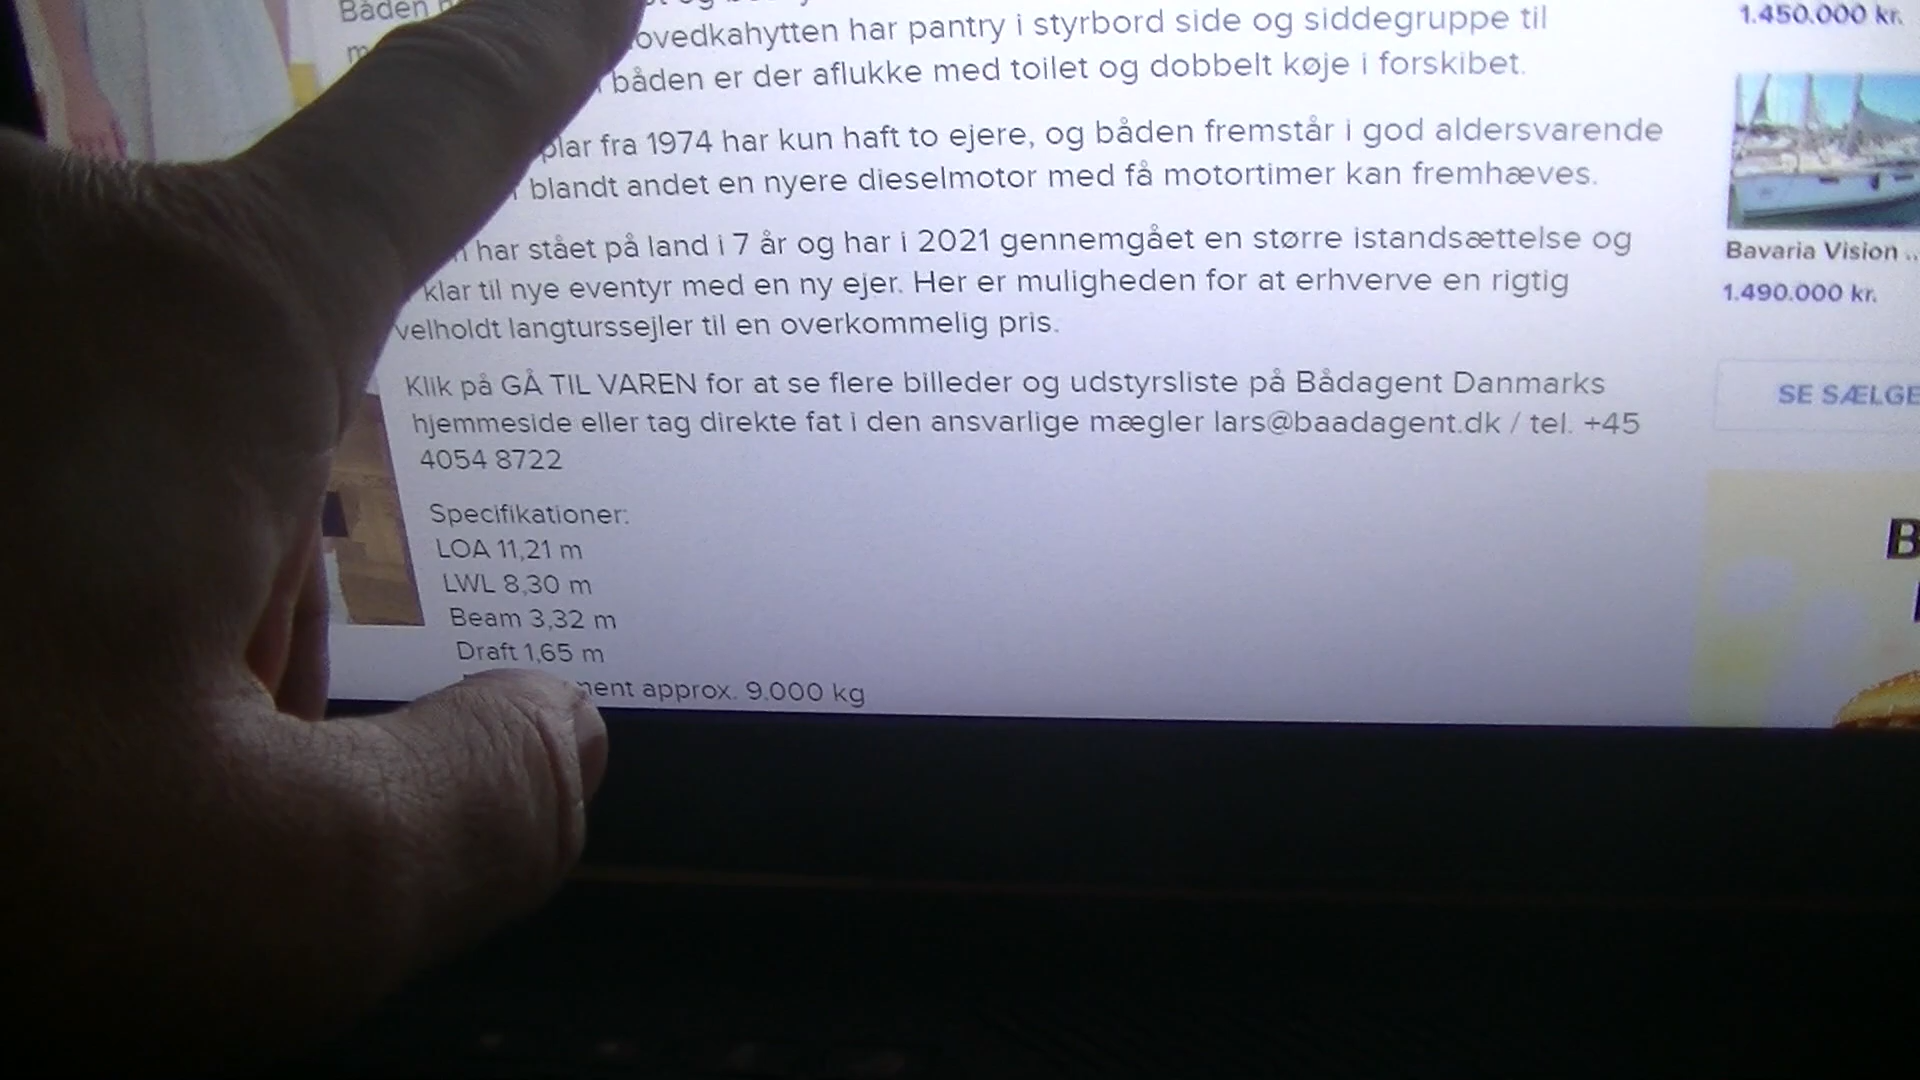 Båden
ovedkahytten har pantry i styrbord side og siddegruppe til
båden er der aflukke med toilet og dobbelt køje i forskibet.
plar fra 1974 har kun haft to ejere, og båden fremstår i god aldersvarende
blandt andet en nyere dieselmotor med få motortimer kan fremhæves.
har stået på land i 7 år og har i 2021 gennemgået en større istandsættelse og
klar til nye eventyr med en ny ejer. Her er muligheden for at erhverve en rigtig
velholdt langturssejler til en overkommelig pris.
Klik på GÅ TIL VAREN for at se flere billeder og udstyrsliste på Bådagent Danmarks
hjemmeside eller tag direkte fat i den ansvarlige mægler lars@baadagent.dk / tel. +45
4054 8722
Specifikationer:
LOA 11,21 m
LWL 8,30 m
Beam 3,32 m
Draft 1,65 m
ment approx. 9.000 kg
1.450.000 kr.
Bavaria Vision ..
1.490.000 kr.
SE SÆLGE
B